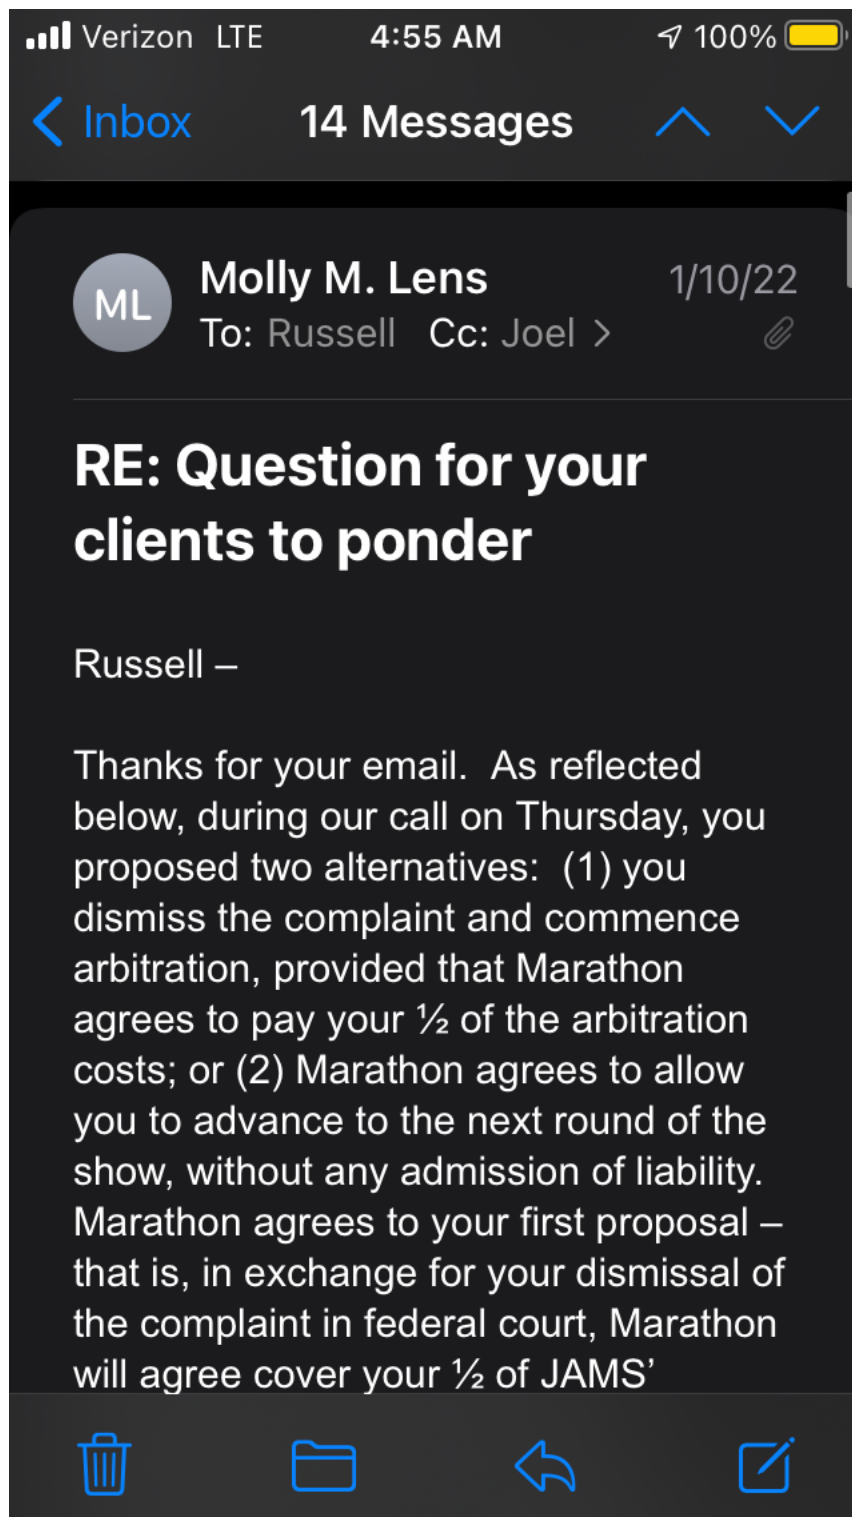 Verizon LTE 4:55 AM 100%
Inbox 14 Messages
ML Molly M. Lens 1/10/22
To: Russell Cc: Joel
RE: Question for your
clients to ponder
Russell –
Thanks for your email.  As reflected
below, during our call on Thursday, you
proposed two alternatives:  (1) you
dismiss the complaint and commence
arbitration, provided that Marathon
agrees to pay your ½ of the arbitration
costs; or (2) Marathon agrees to allow
you to advance to the next round of the
show, without any admission of liability.
Marathon agrees to your first proposal –
that is, in exchange for your dismissal of
the complaint in federal court, Marathon
will agree cover your ½ of JAMS’